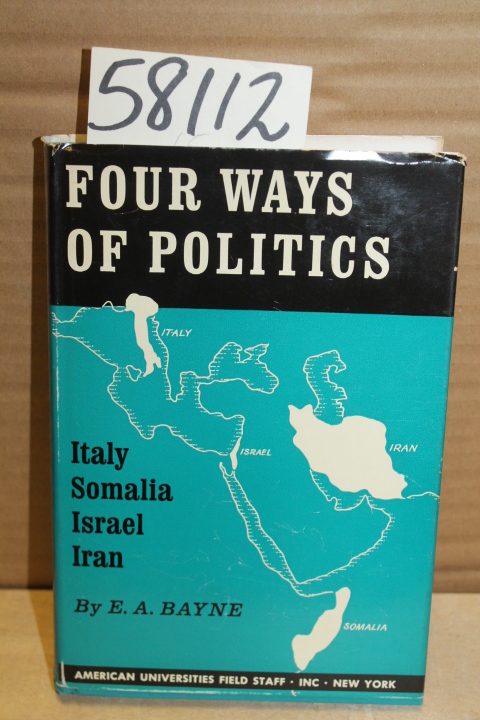 58112
FOUR WAYS
OF POLITICS
ITALY
ISRAEL
IRAN
Italy
Somalia
Israel
Iran
By E. A. BAYNE
SOMALIA
AMERICAN UNIVERSITIES FIELD STAFF • INC • NEW YORK